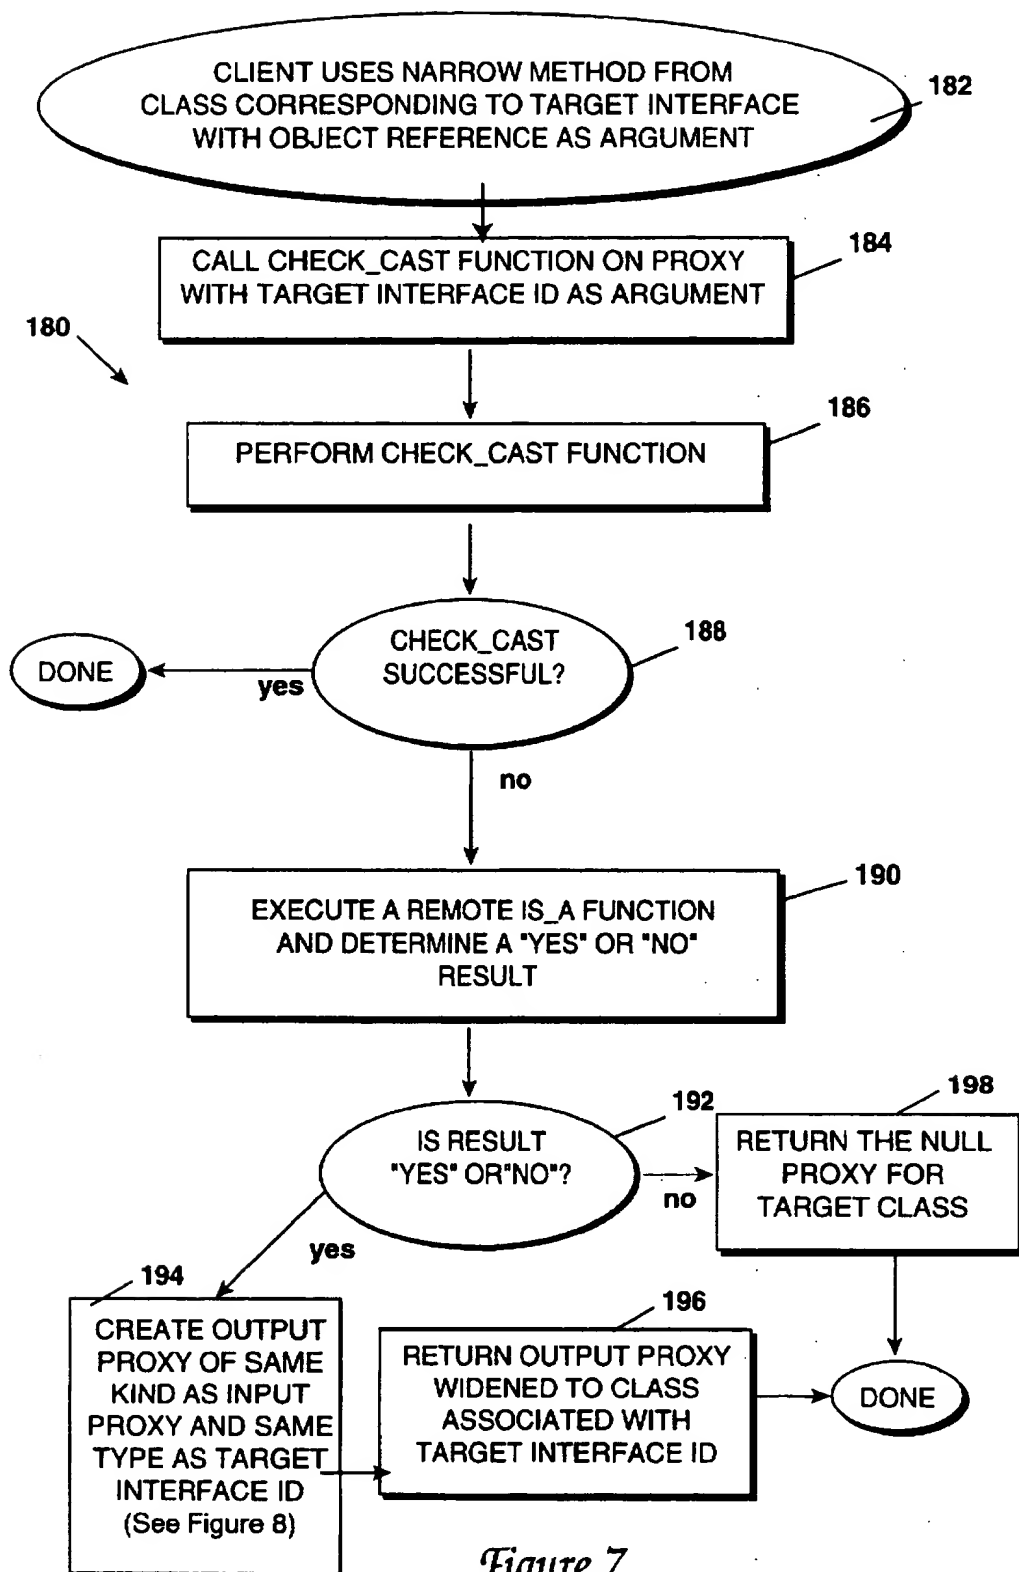 CLIENT USES NARROW METHOD FROM
CLASS CORRESPONDING TO TARGET INTERFACE
WITH OBJECT REFERENCE AS ARGUMENT
182
CALL CHECK_CAST FUNCTION ON PROXY
WITH TARGET INTERFACE ID AS ARGUMENT
184
180
PERFORM CHECK_CAST FUNCTION
186
CHECK_CAST
SUCCESSFUL?
188
DONE
yes
no
EXECUTE A REMOTE IS_A FUNCTION
AND DETERMINE A "YES" OR "NO"
RESULT
190
IS RESULT
"YES" OR"NO"?
192
no
yes
198
RETURN THE NULL
PROXY FOR
TARGET CLASS
194
CREATE OUTPUT
PROXY OF SAME
KIND AS INPUT
PROXY AND SAME
TYPE AS TARGET
INTERFACE ID
(See Figure 8)
196
RETURN OUTPUT PROXY
WIDENED TO CLASS
ASSOCIATED WITH
TARGET INTERFACE ID
DONE
Figure 7